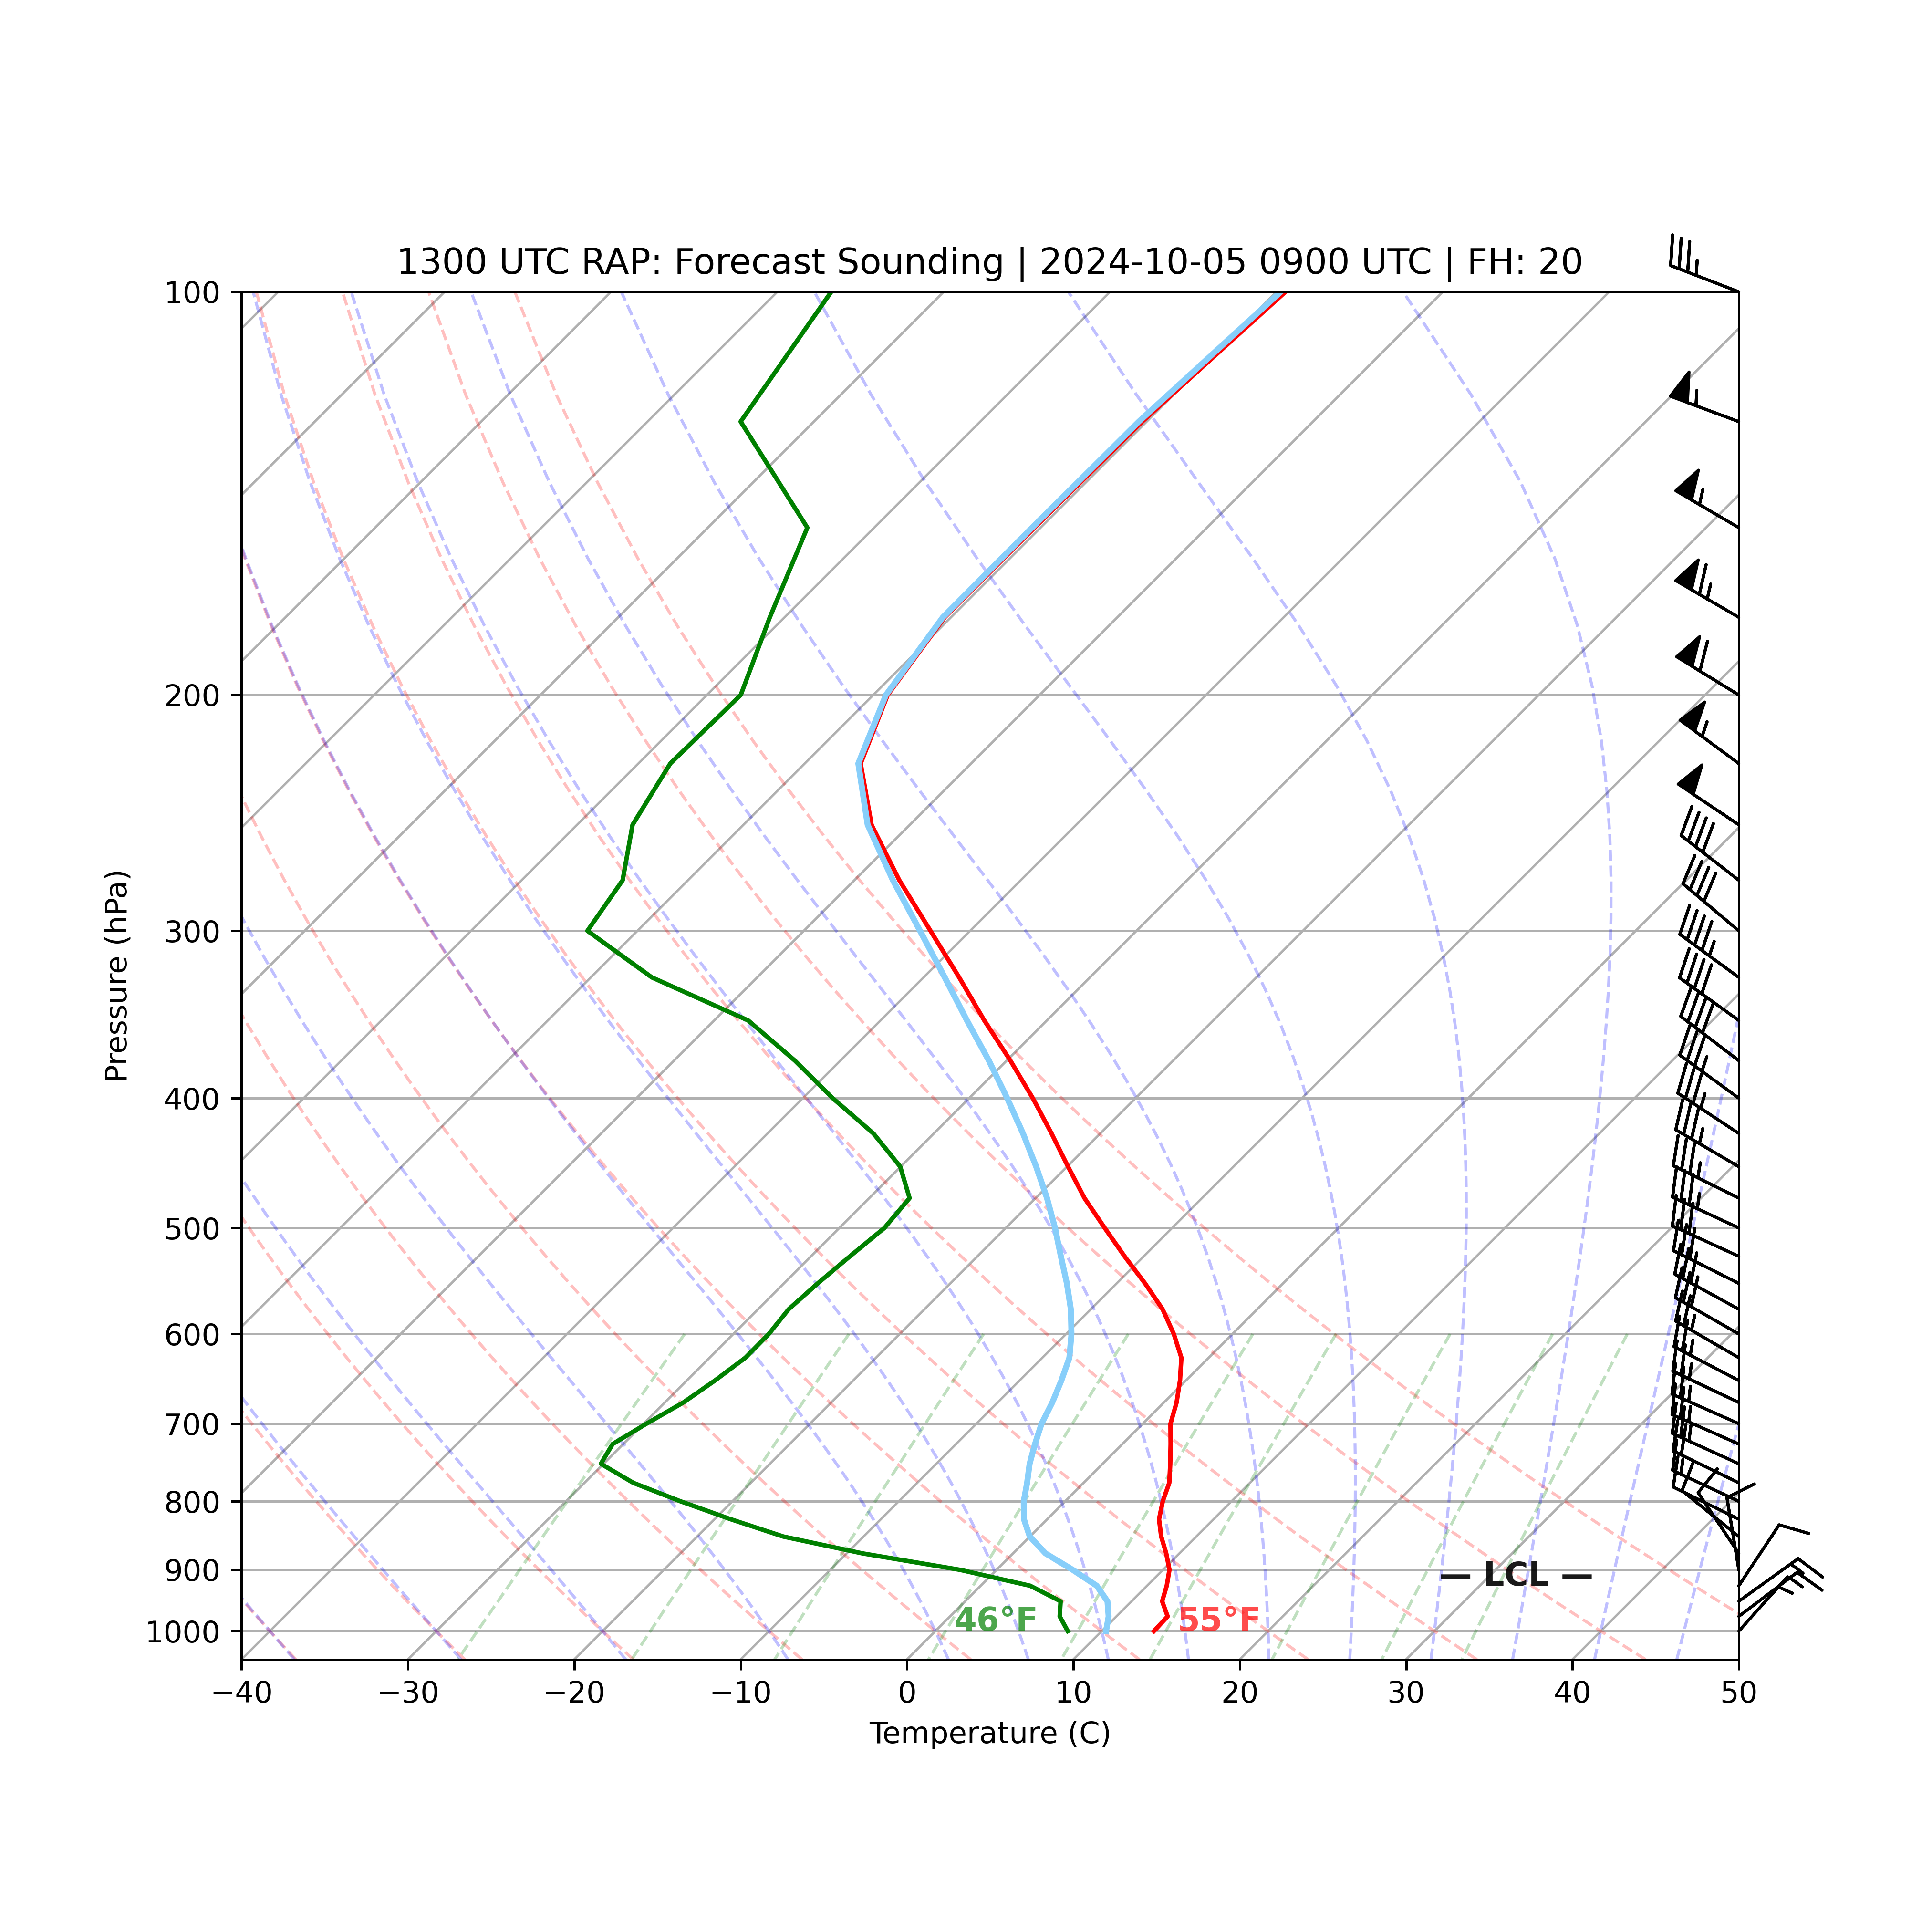 1300 UTC RAP: Forecast Sounding | 2024-10-05 0900 UTC | FH: 20
100
200
300
400
500
600
700
800
900
1000
Pressure (hPa)
— LCL —
46°F
55°F
−40 −30 −20 −10 0 10 20 30 40 50
Temperature (C)